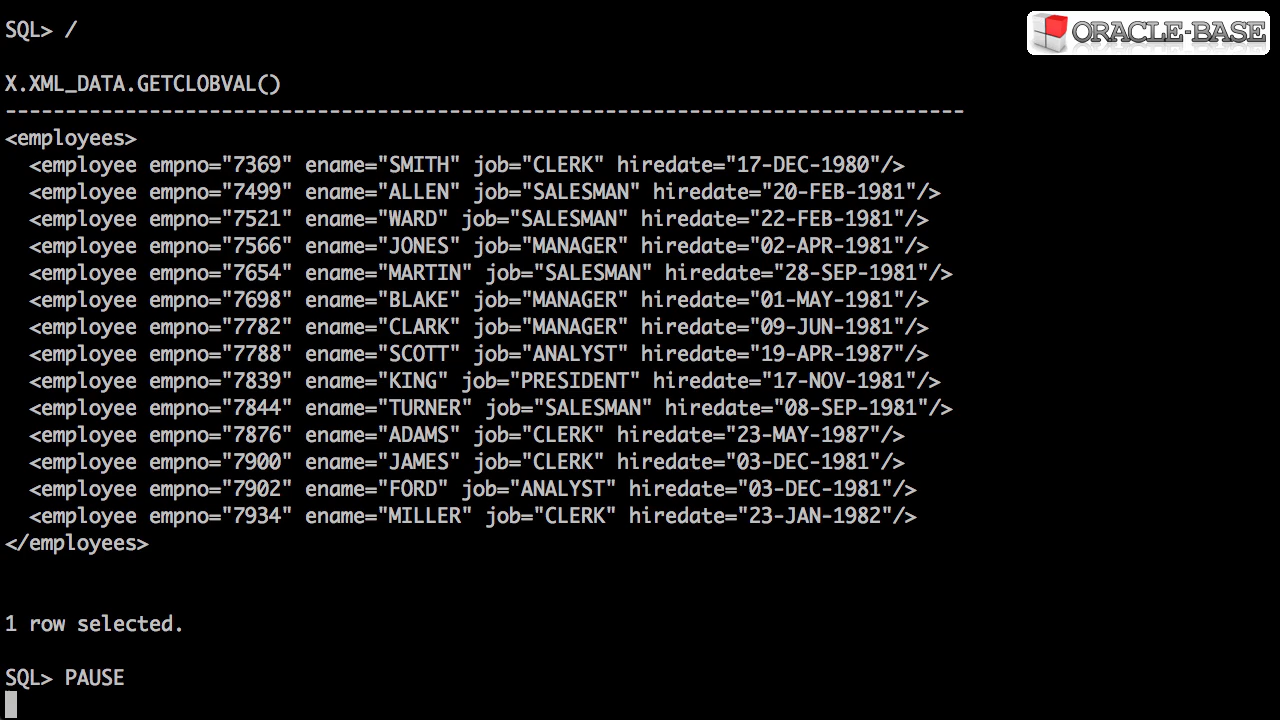 SQL> /
ORACLE-BASE
X.XML_DATA.GETCLOBVAL()
--------------------------------------------------------------------------------
<employees>
  <employee empno="7369" ename="SMITH" job="CLERK" hiredate="17-DEC-1980"/>
  <employee empno="7499" ename="ALLEN" job="SALESMAN" hiredate="20-FEB-1981"/>
  <employee empno="7521" ename="WARD" job="SALESMAN" hiredate="22-FEB-1981"/>
  <employee empno="7566" ename="JONES" job="MANAGER" hiredate="02-APR-1981"/>
  <employee empno="7654" ename="MARTIN" job="SALESMAN" hiredate="28-SEP-1981"/>
  <employee empno="7698" ename="BLAKE" job="MANAGER" hiredate="01-MAY-1981"/>
  <employee empno="7782" ename="CLARK" job="MANAGER" hiredate="09-JUN-1981"/>
  <employee empno="7788" ename="SCOTT" job="ANALYST" hiredate="19-APR-1987"/>
  <employee empno="7839" ename="KING" job="PRESIDENT" hiredate="17-NOV-1981"/>
  <employee empno="7844" ename="TURNER" job="SALESMAN" hiredate="08-SEP-1981"/>
  <employee empno="7876" ename="ADAMS" job="CLERK" hiredate="23-MAY-1987"/>
  <employee empno="7900" ename="JAMES" job="CLERK" hiredate="03-DEC-1981"/>
  <employee empno="7902" ename="FORD" job="ANALYST" hiredate="03-DEC-1981"/>
  <employee empno="7934" ename="MILLER" job="CLERK" hiredate="23-JAN-1982"/>
</employees>
1 row selected.
SQL> PAUSE